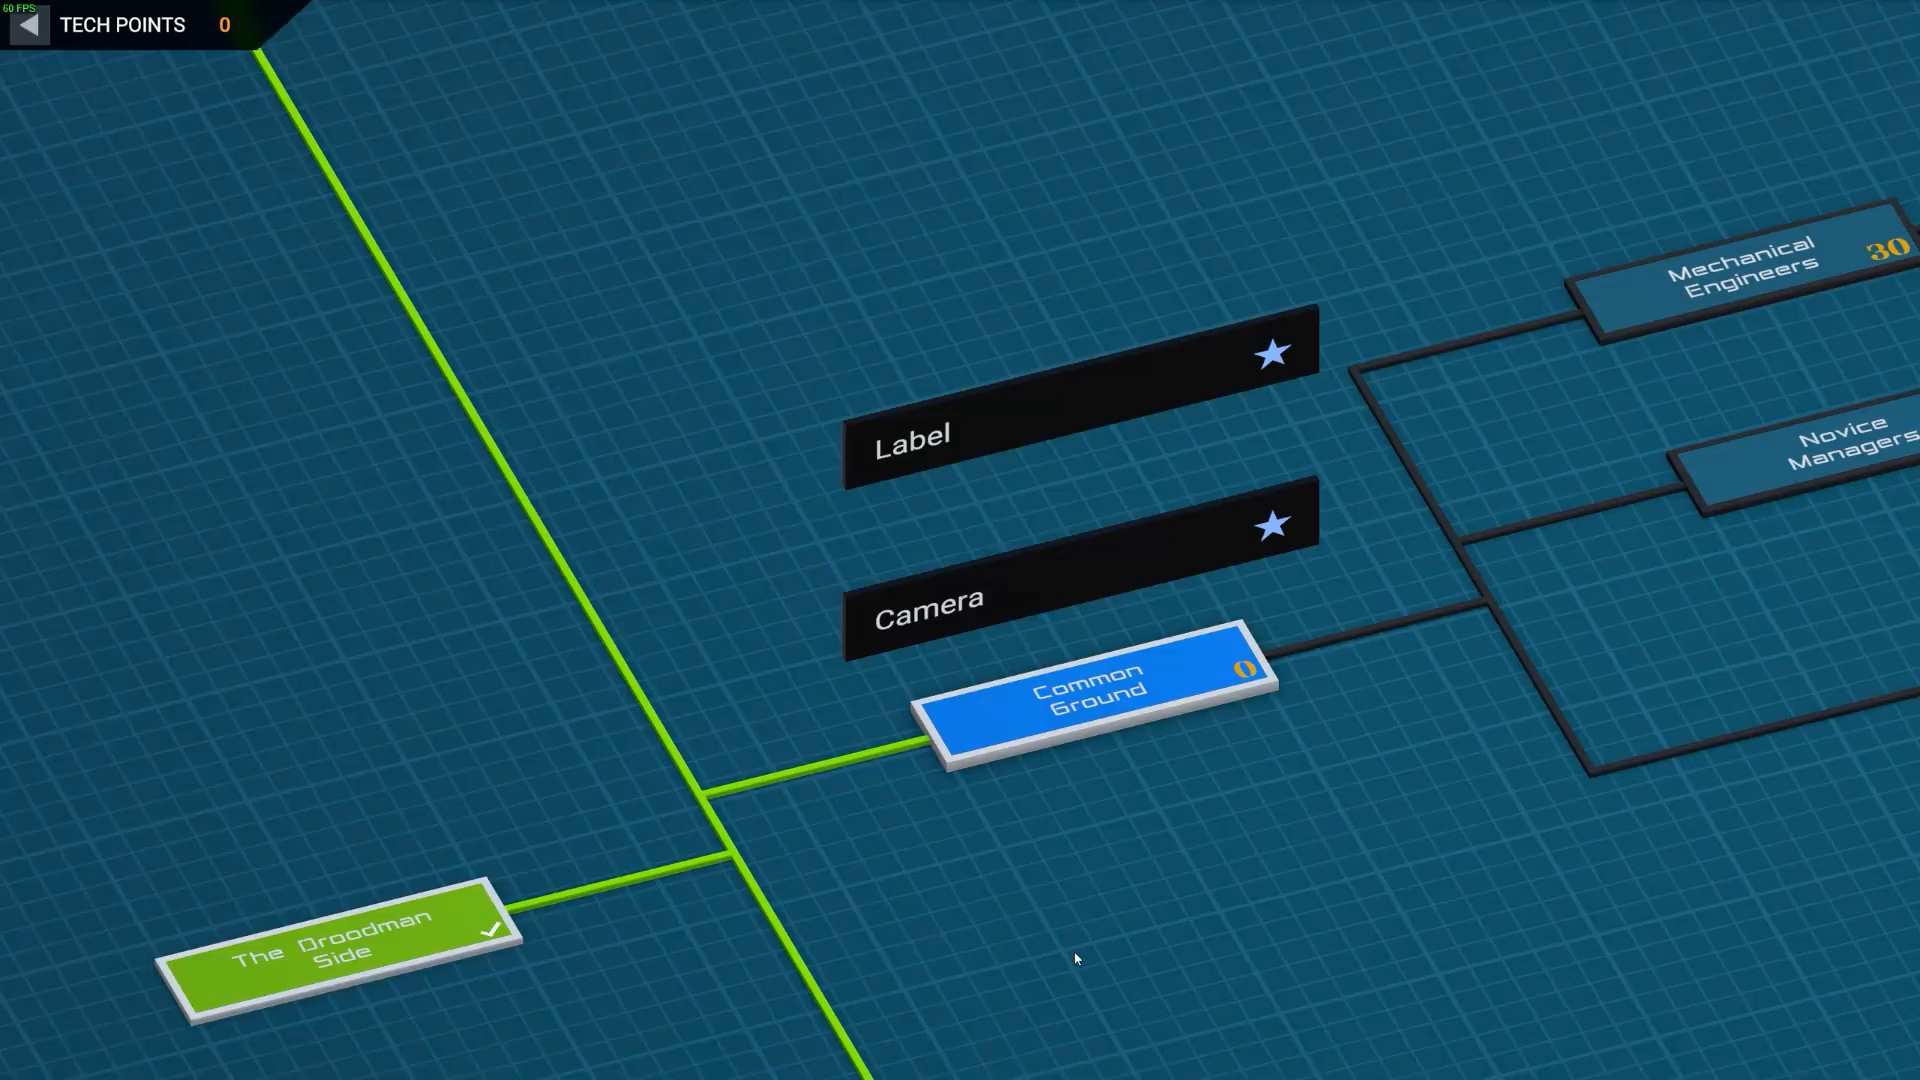 60 FPS
TECH POINTS 0
Mechanical
Engineers
30
Label
Novice
Managers
Camera
Common
Ground
0
The Droodman
Side